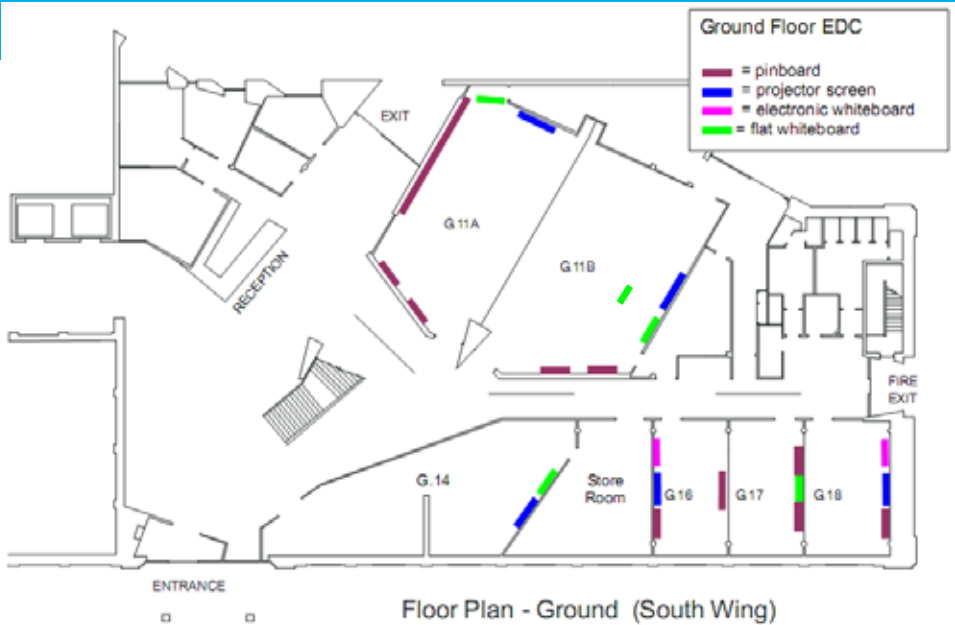 Ground Floor EDC
= pinboard
= projector screen
= electronic whiteboard
= flat whiteboard
EXIT
G.11A
G.11B
RECEPTION
FIRE
EXIT
G.14
Store
Room
G16
G17
G18
ENTRANCE
Floor Plan - Ground (South Wing)